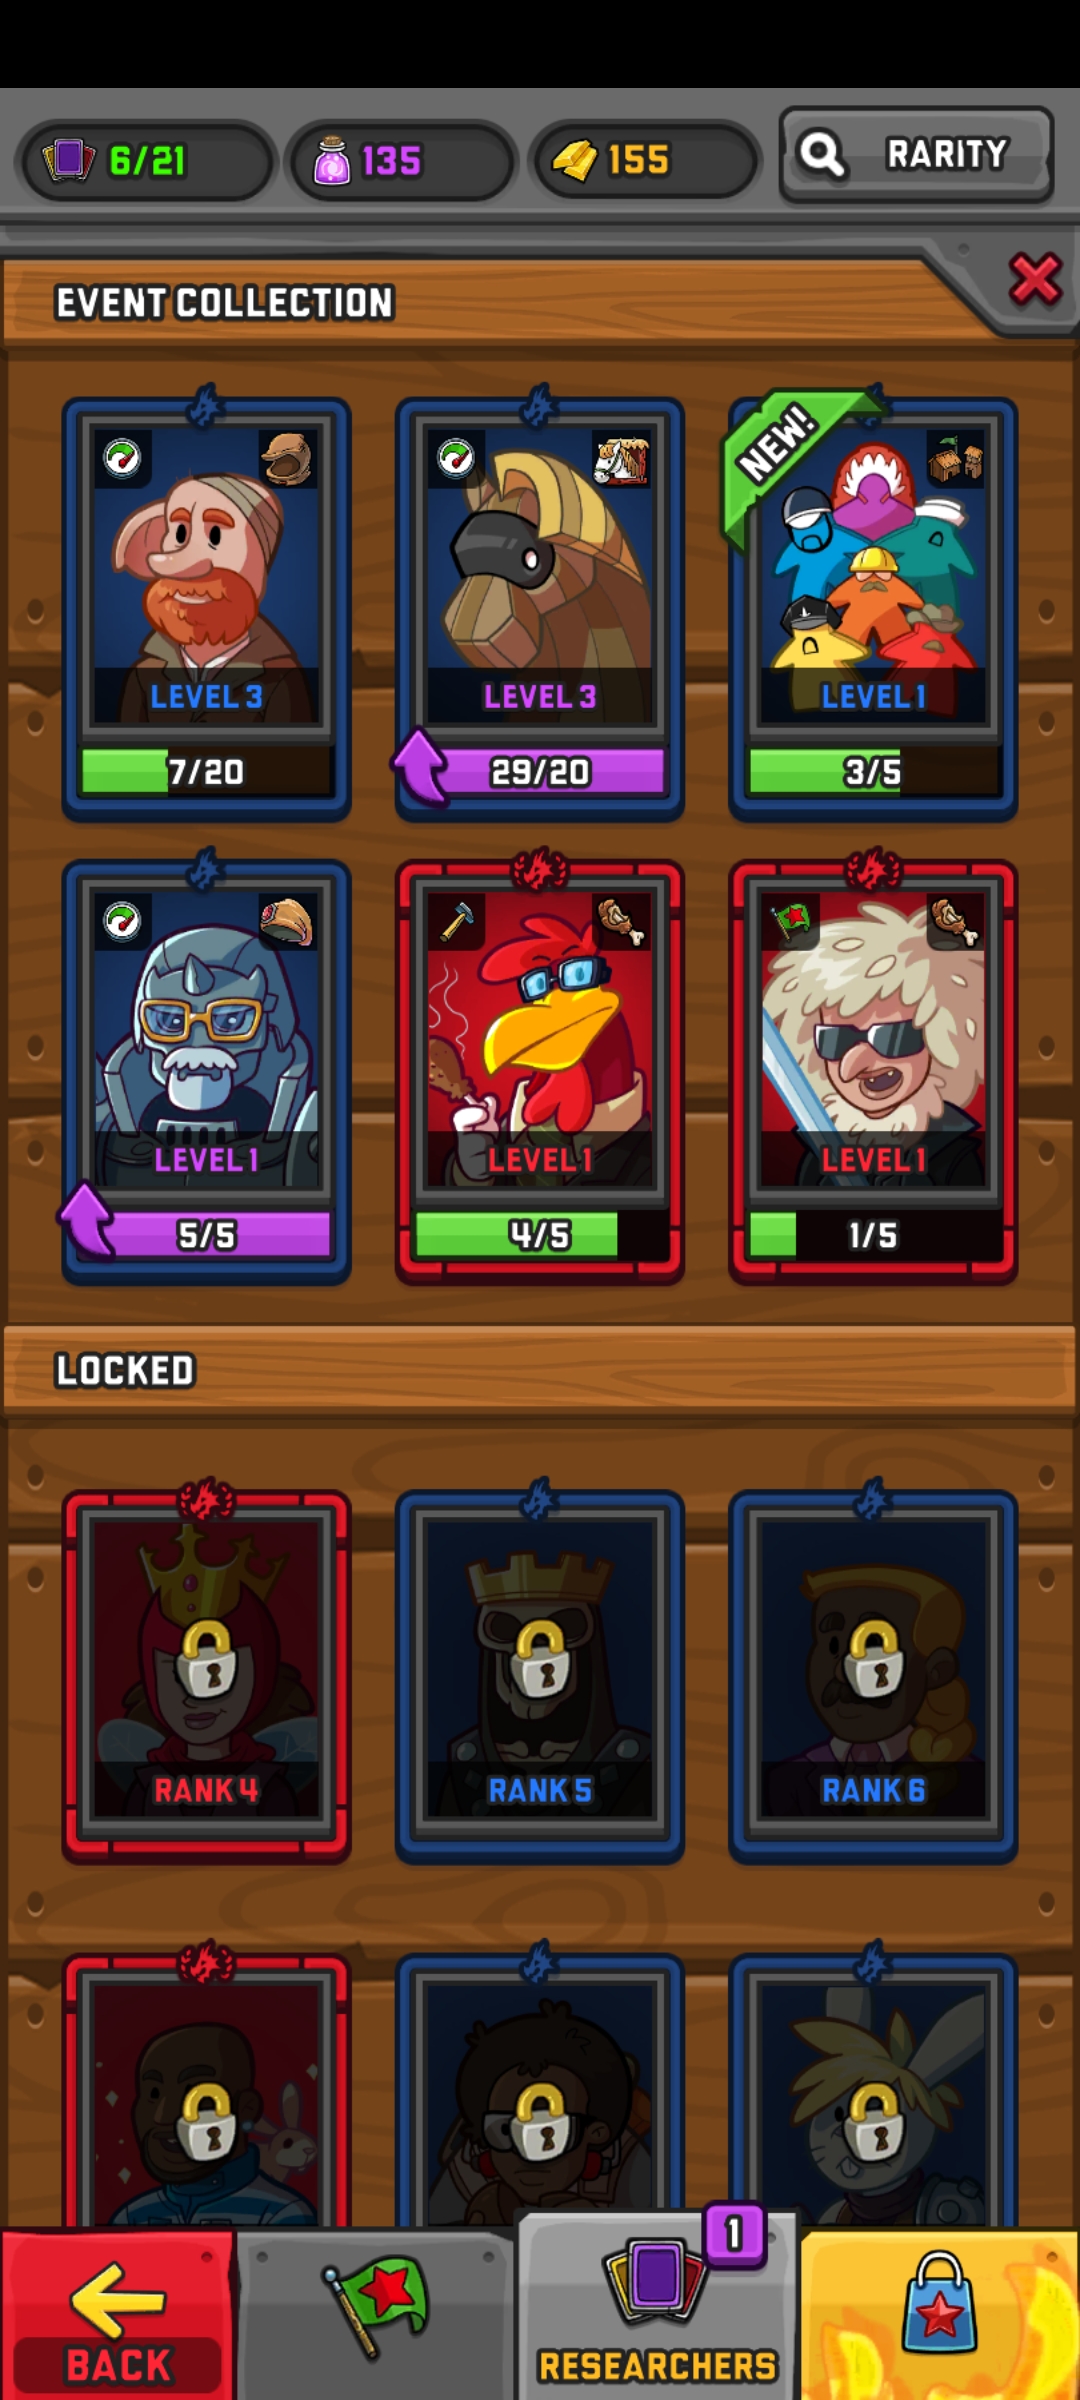 6/21
135
155
RARITY
EVENT COLLECTION
NEW!
LEVEL 3
LEVEL 3
LEVEL 1
7/20
29/20
3/5
LEVEL 1
LEVEL 1
LEVEL 1
5/5
4/5
1/5
LOCKED
RANK 4
RANK 5
RANK 6
1
BACK
RESEARCHERS